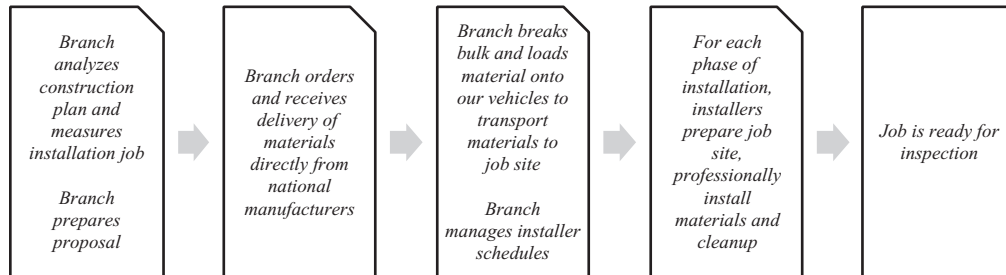 Branch
analyzes
construction
plan and
measures
installation job
Branch
prepares
proposal
Branch orders
and receives
delivery of
materials
directly from
national
manufacturers
Branch breaks
bulk and loads
material onto
our vehicles to
transport
materials to
job site
Branch
manages installer
schedules
For each
phase of
installation,
installers
prepare job
site,
professionally
install
materials and
cleanup
Job is ready for
inspection